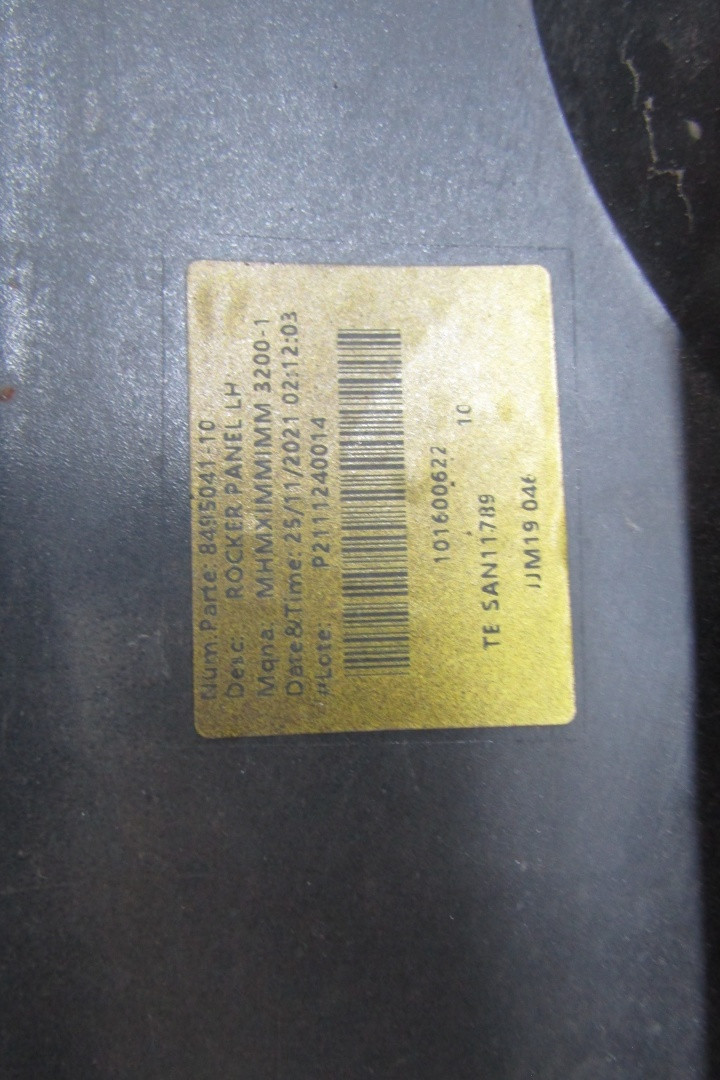 Num.Parte: 8495041-10
Desc: ROCKER PANEL LH
Mqna. MHMXIMMIMM 3200-1
Date&Time: 25/11/2021 02:12:03
#Lote: P2111240014
101600622 10
TE SAN11789
JJM19 046